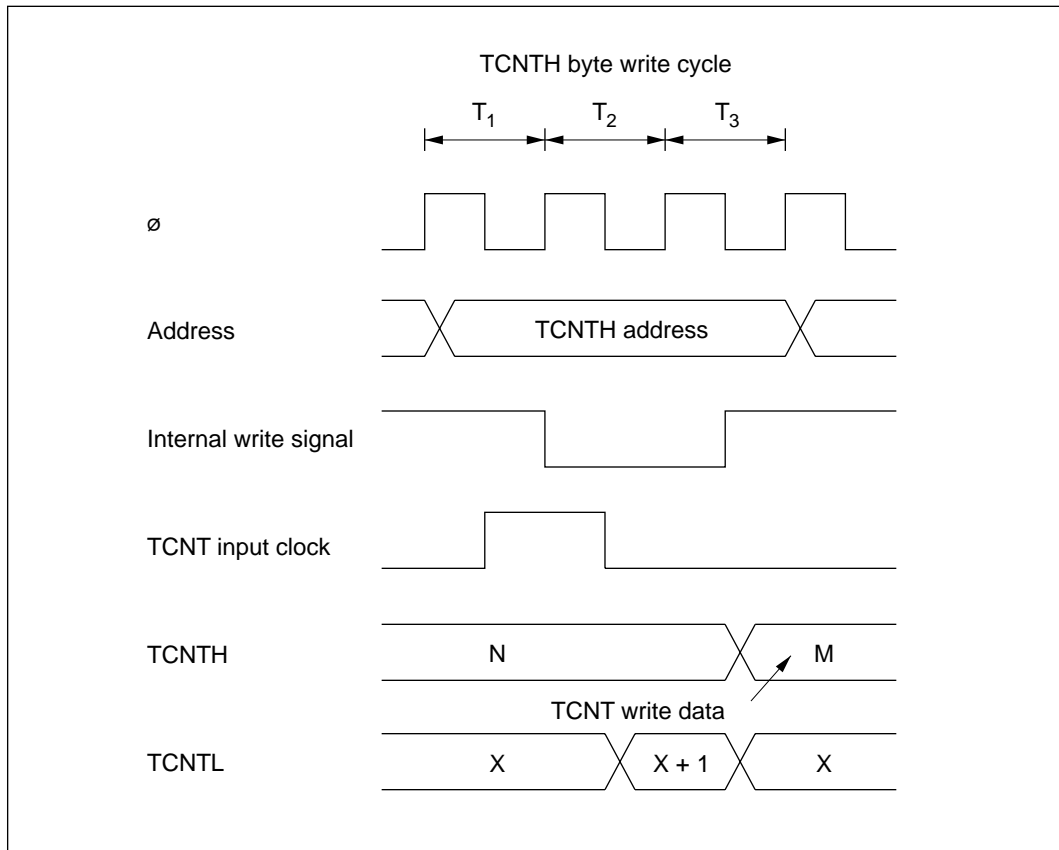 TCNTH byte write cycle
T1 T2 T3
ø
Address TCNTH address
Internal write signal
TCNT input clock
TCNTH N M
TCNT write data
TCNTL X X + 1 X